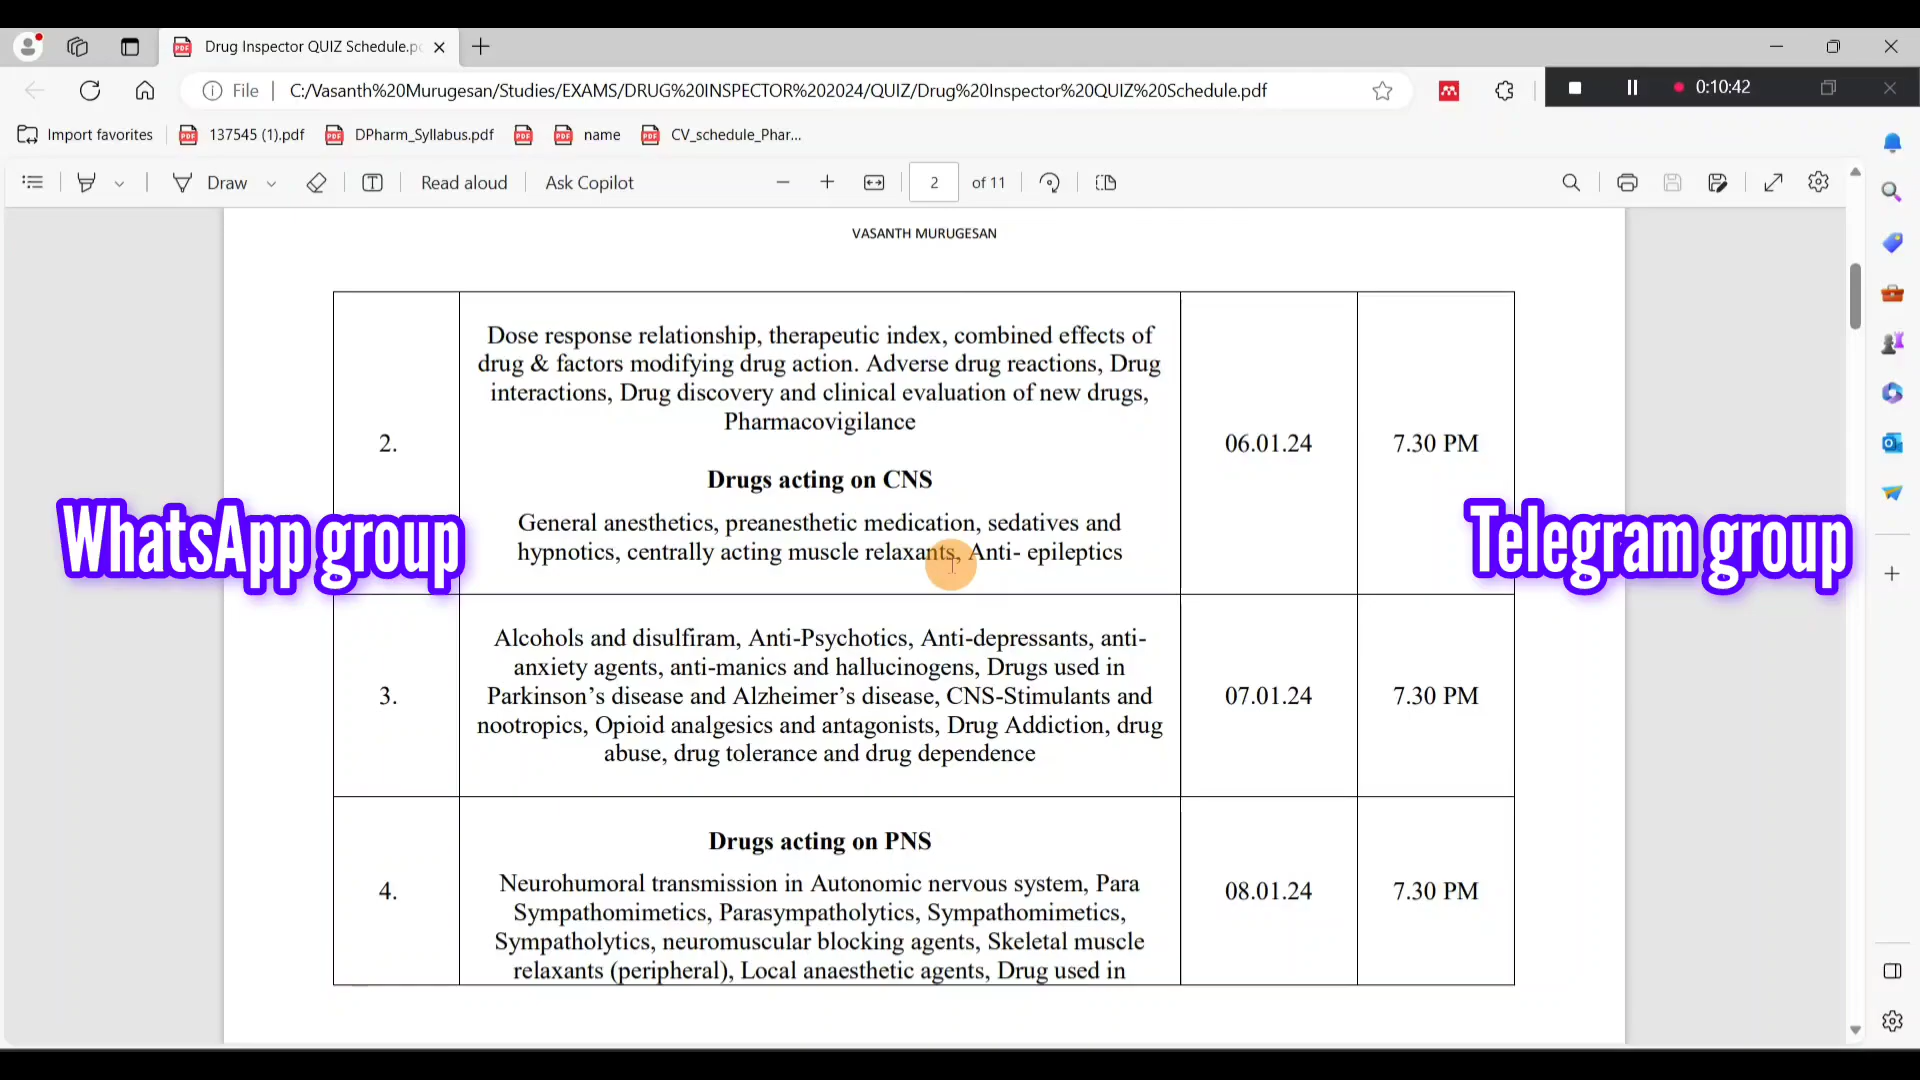 Drug Inspector QUIZ Schedule.pc
File
C:/Vasanth%20Murugesan/Studies/EXAMS/DRUG%20INSPECTOR%202024/QUIZ/Drug%20Inspector%20QUIZ%20Schedule.pdf
0:10:42
Import favorites
137545 (1).pdf
DPharm_Syllabus.pdf
name
CV_schedule_Phar...
Draw
Read aloud
Ask Copilot
2
of 11
VASANTH MURUGESAN
2.
Dose response relationship, therapeutic index, combined effects of
drug & factors modifying drug action. Adverse drug reactions, Drug
interactions, Drug discovery and clinical evaluation of new drugs,
Pharmacovigilance
Drugs acting on CNS
General anesthetics, preanesthetic medication, sedatives and
hypnotics, centrally acting muscle relaxants, Anti- epileptics
06.01.24
7.30 PM
WhatsApp group
Telegram group
3.
Alcohols and disulfiram, Anti-Psychotics, Anti-depressants, anti-
anxiety agents, anti-manics and hallucinogens, Drugs used in
Parkinson’s disease and Alzheimer’s disease, CNS-Stimulants and
nootropics, Opioid analgesics and antagonists, Drug Addiction, drug
abuse, drug tolerance and drug dependence
07.01.24
7.30 PM
4.
Drugs acting on PNS
Neurohumoral transmission in Autonomic nervous system, Para
Sympathomimetics, Parasympatholytics, Sympathomimetics,
Sympatholytics, neuromuscular blocking agents, Skeletal muscle
relaxants (peripheral), Local anaesthetic agents, Drug used in
08.01.24
7.30 PM